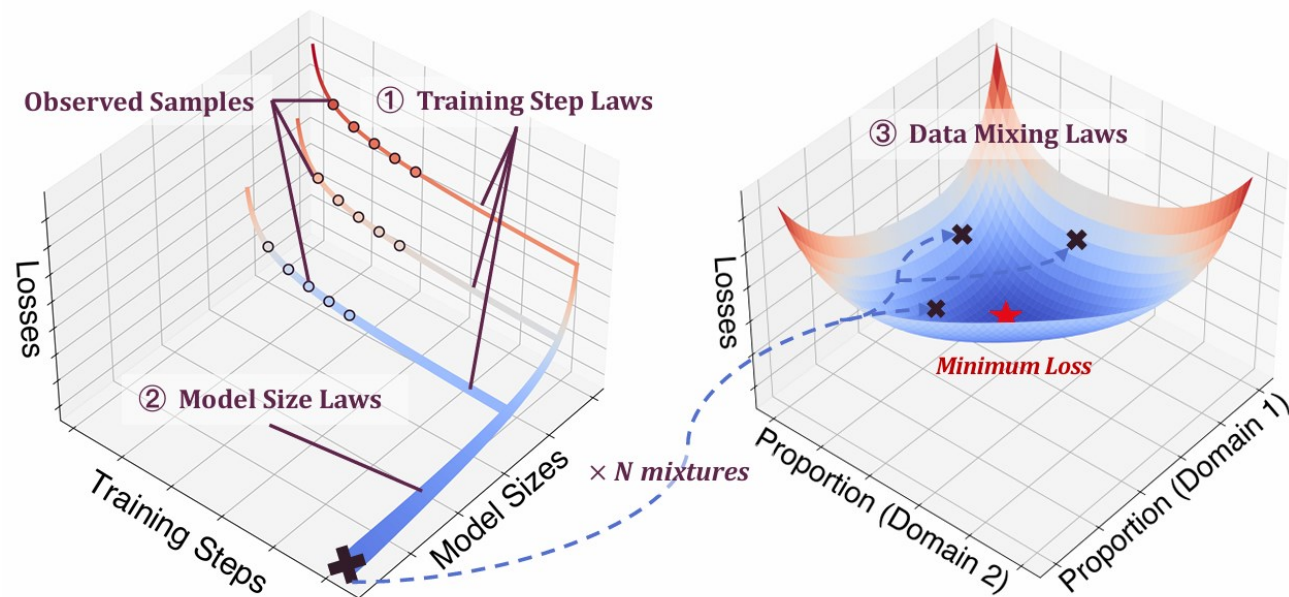 Observed Samples
① Training Step Laws
Losses
② Model Size Laws
Training Steps
Model Sizes
× N mixtures
③ Data Mixing Laws
Losses
Minimum Loss
Proportion (Domain 2)
Proportion (Domain 1)